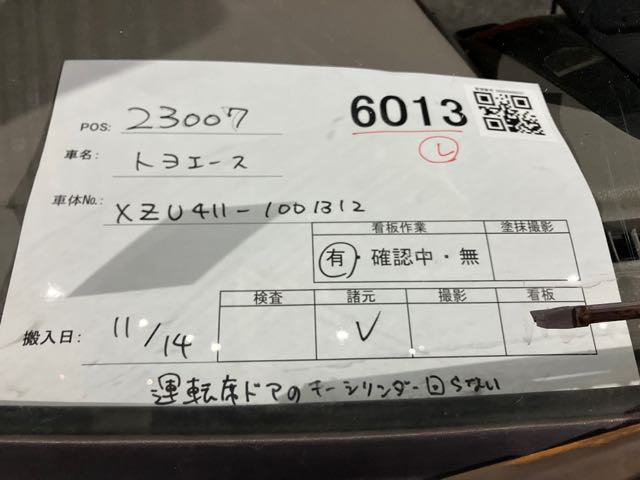 POS: 23007
6013
レ
車名: トヨエース
車体No.: XZU411-1001312
看板作業 塗抹撮影
有・確認中・無
検査 諸元 撮影 看板
搬入日: 11/14 ✓
運転席ドアのキーシリンダー回らない